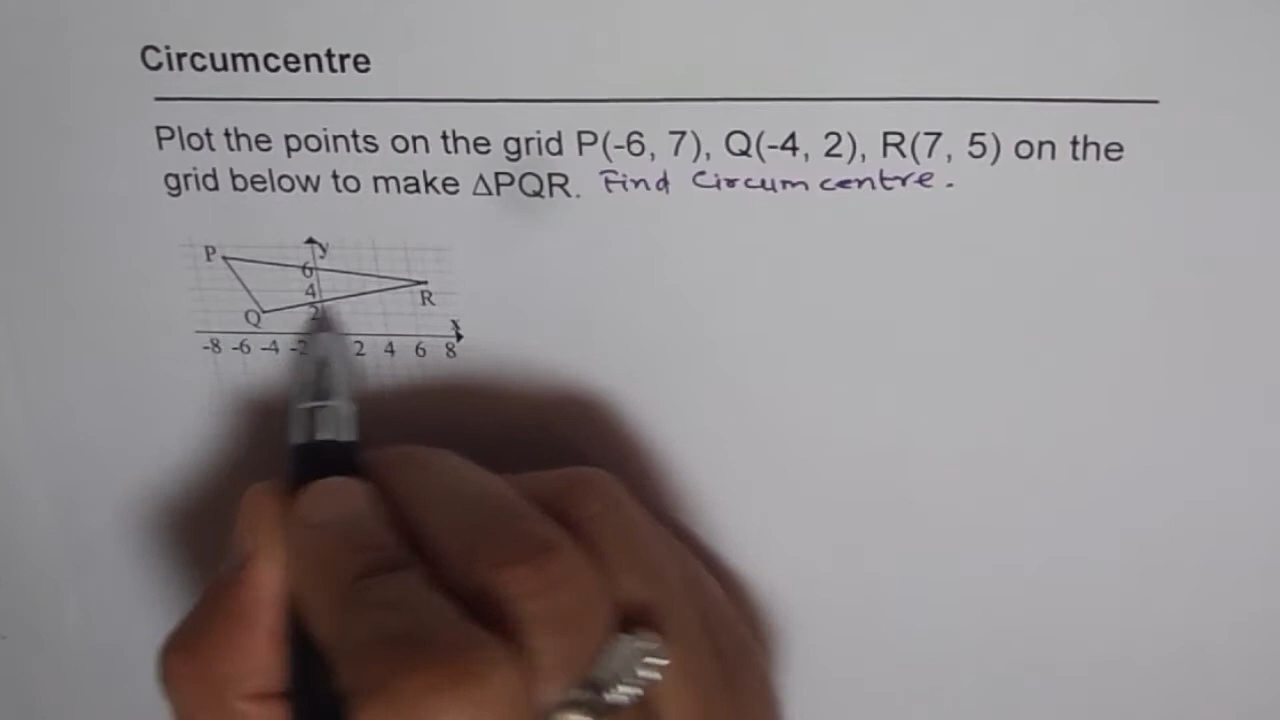 Circumcentre
Plot the points on the grid P(-6, 7), Q(-4, 2), R(7, 5) on the
grid below to make ΔPQR. Find Circumcentre.
P y
6
4
R
Q 2
x
-8 -6 -4 -2 2 4 6 8